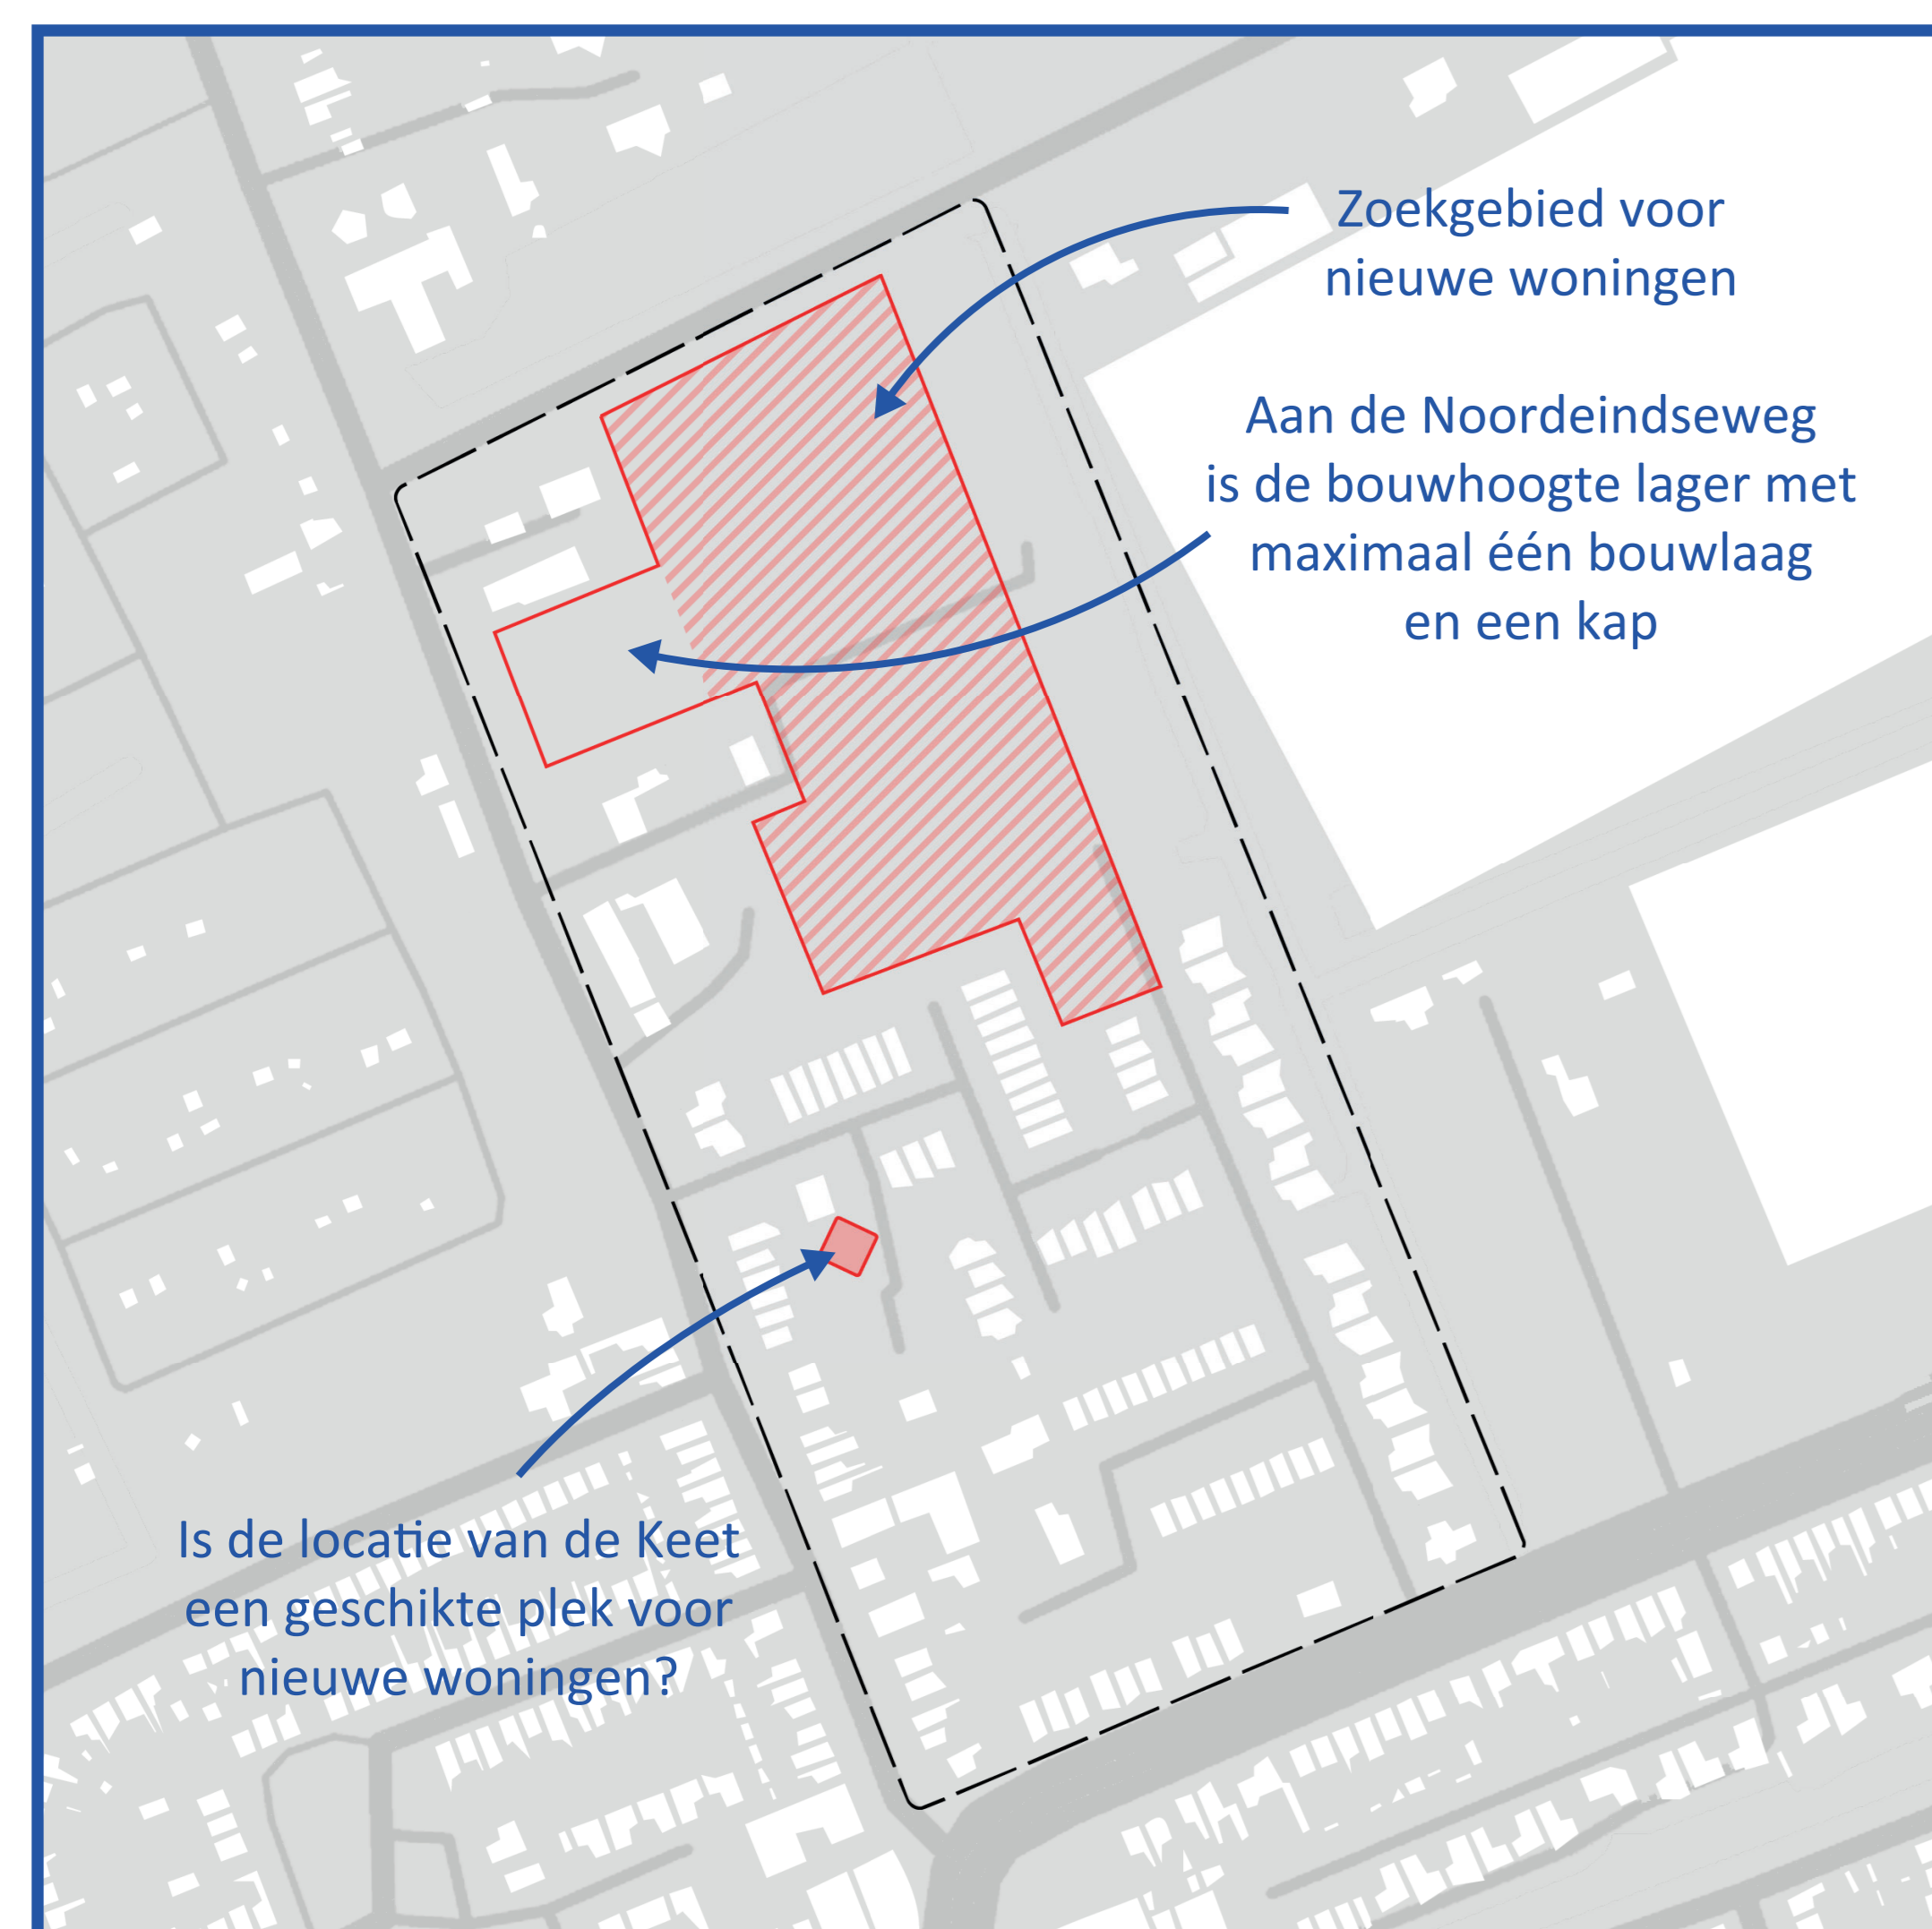 Zoekgebied voor
nieuwe woningen
Aan de Noordeindseweg
is de bouwhoogte lager met
maximaal één bouwlaag
en een kap
Is de locatie van de Keet
een geschikte plek voor
nieuwe woningen?